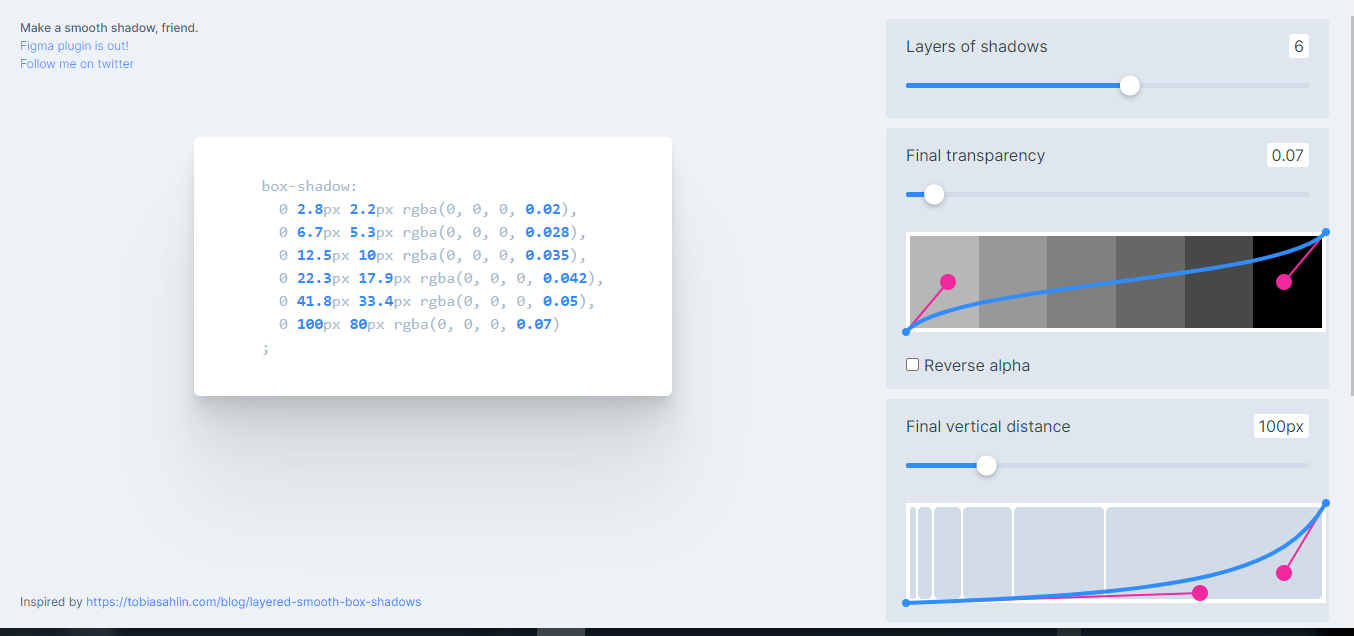 Make a smooth shadow, friend.
Figma plugin is out!
Follow me on twitter
box-shadow:
0 2.8px 2.2px rgba(0, 0, 0, 0.02),
0 6.7px 5.3px rgba(0, 0, 0, 0.028),
0 12.5px 10px rgba(0, 0, 0, 0.035),
0 22.3px 17.9px rgba(0, 0, 0, 0.042),
0 41.8px 33.4px rgba(0, 0, 0, 0.05),
0 100px 80px rgba(0, 0, 0, 0.07)
;
Inspired by https://tobiasahlin.com/blog/layered-smooth-box-shadows
Layers of shadows 6
Final transparency 0.07
Reverse alpha
Final vertical distance 100px